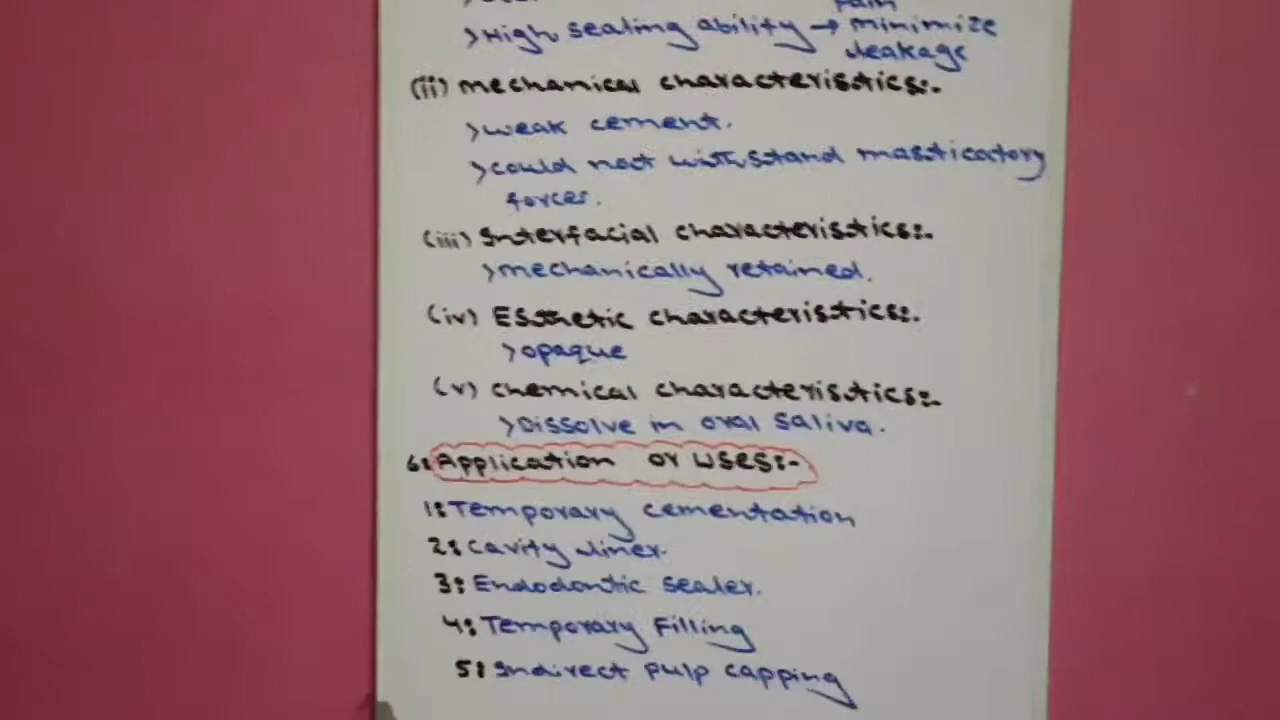 pain
>High sealing ability → minimize
leakage
(ii) mechanical characteristics:-
>weak cement.
>could not withstand masticatory
forces.
(iii) Interfacial characteristics:-
>mechanically retained.
(iv) Esthetic characteristics:-
>opaque
(v) chemical characteristics:-
>Dissolve in oral saliva.
6: Application or uses:-
1: Temporary cementation
2: Cavity liner.
3: Endodontic sealer.
4: Temporary Filling
5: Indirect pulp capping